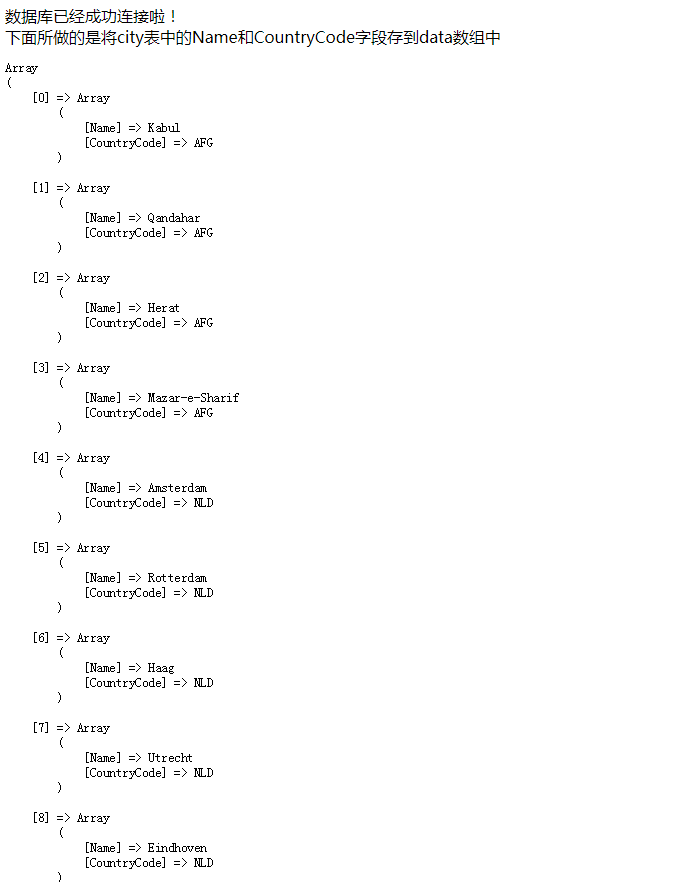 数据库已经成功连接啦！
下面所做的是将city表中的Name和CountryCode字段存到data数组中
Array
(
    [0] => Array
        (
            [Name] => Kabul
            [CountryCode] => AFG
        )
    [1] => Array
        (
            [Name] => Qandahar
            [CountryCode] => AFG
        )
    [2] => Array
        (
            [Name] => Herat
            [CountryCode] => AFG
        )
    [3] => Array
        (
            [Name] => Mazar-e-Sharif
            [CountryCode] => AFG
        )
    [4] => Array
        (
            [Name] => Amsterdam
            [CountryCode] => NLD
        )
    [5] => Array
        (
            [Name] => Rotterdam
            [CountryCode] => NLD
        )
    [6] => Array
        (
            [Name] => Haag
            [CountryCode] => NLD
        )
    [7] => Array
        (
            [Name] => Utrecht
            [CountryCode] => NLD
        )
    [8] => Array
        (
            [Name] => Eindhoven
            [CountryCode] => NLD
        )